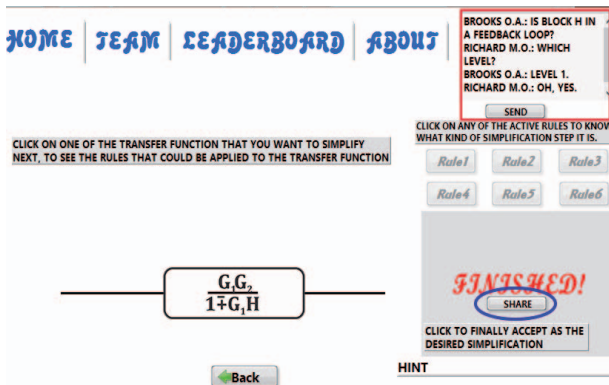 HOME TEAM LEADERBOARD ABOUT
BROOKS O.A.: IS BLOCK H IN
A FEEDBACK LOOP?
RICHARD M.O.: WHICH
LEVEL?
BROOKS O.A.: LEVEL 1.
RICHARD M.O.: OH, YES.
SEND
CLICK ON ANY OF THE ACTIVE RULES TO KNOW
WHAT KIND OF SIMPLIFICATION STEP IT IS.
CLICK ON ONE OF THE TRANSFER FUNCTION THAT YOU WANT TO SIMPLIFY
NEXT, TO SEE THE RULES THAT COULD BE APPLIED TO THE TRANSFER FUNCTION
Rule1 Rule2 Rule3
Rule4 Rule5 Rule6
G₁G₂
1∓G₁H
FINISHED!
SHARE
CLICK TO FINALLY ACCEPT AS THE
DESIRED SIMPLIFICATION
HINT
Back